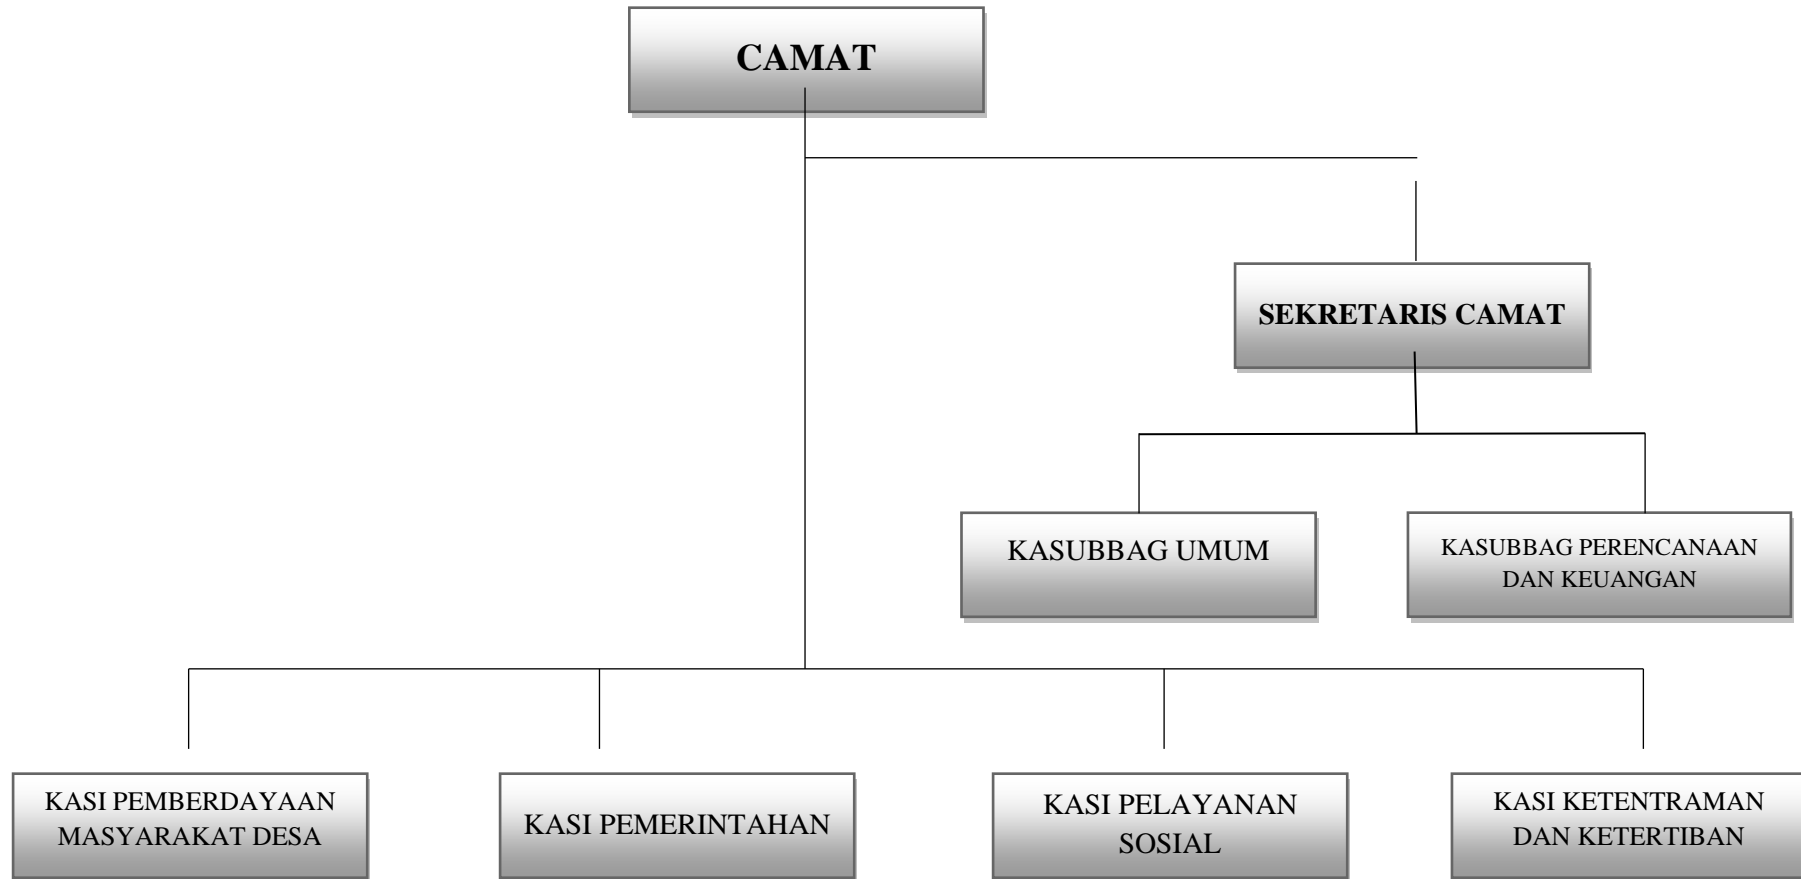 CAMAT
SEKRETARIS CAMAT
KASUBBAG UMUM
KASUBBAG PERENCANAAN
DAN KEUANGAN
KASI PEMBERDAYAAN
MASYARAKAT DESA
KASI PEMERINTAHAN
KASI PELAYANAN
SOSIAL
KASI KETENTRAMAN
DAN KETERTIBAN